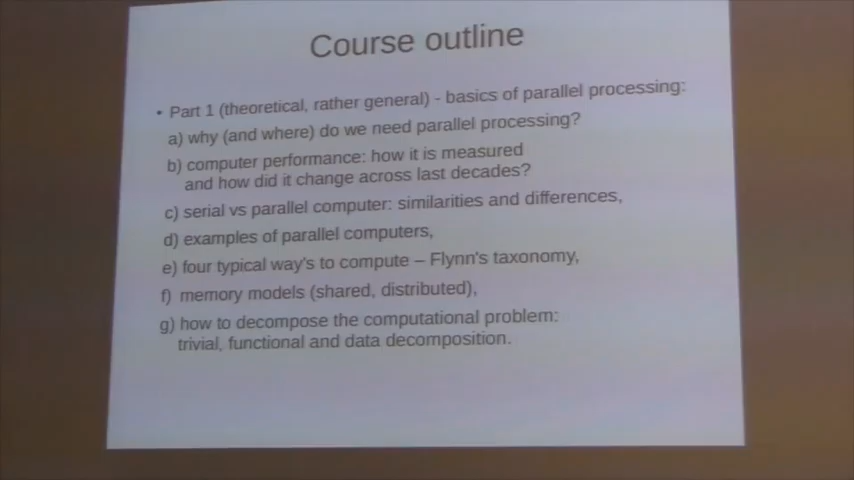 Course outline
• Part 1 (theoretical, rather general) - basics of parallel processing:
a) why (and where) do we need parallel processing?
b) computer performance: how it is measured
and how did it change across last decades?
c) serial vs parallel computer: similarities and differences,
d) examples of parallel computers,
e) four typical way's to compute – Flynn's taxonomy,
f) memory models (shared, distributed),
g) how to decompose the computational problem:
trivial, functional and data decomposition.